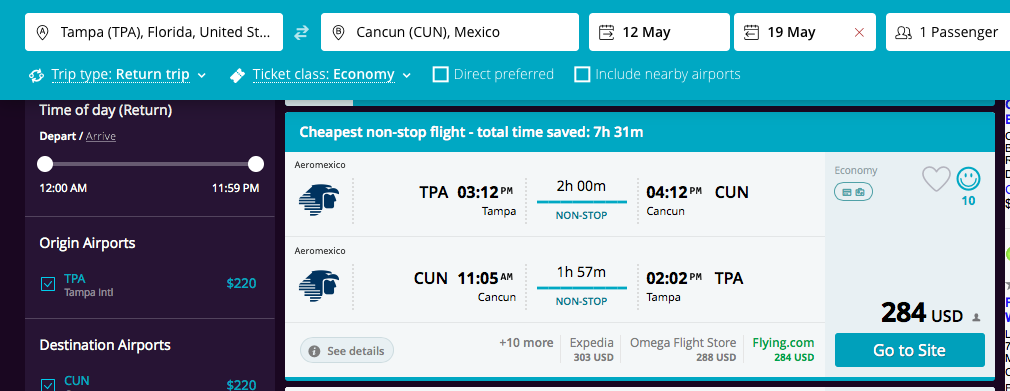 Tampa (TPA), Florida, United St...
Cancun (CUN), Mexico
12 May
19 May
1 Passenger
Trip type: Return trip
Ticket class: Economy
Direct preferred
Include nearby airports
Time of day (Return)
Depart / Arrive
12:00 AM
11:59 PM
Origin Airports
TPA
$220
Tampa Intl
Destination Airports
CUN
$220
Cheapest non-stop flight - total time saved: 7h 31m
Aeromexico
TPA 03:12 PM
Tampa
2h 00m
NON-STOP
04:12 PM CUN
Cancun
Aeromexico
CUN 11:05 AM
Cancun
1h 57m
NON-STOP
02:02 PM TPA
Tampa
Economy
10
284 USD
Go to Site
See details
+10 more
Expedia
303 USD
Omega Flight Store
288 USD
Flying.com
284 USD